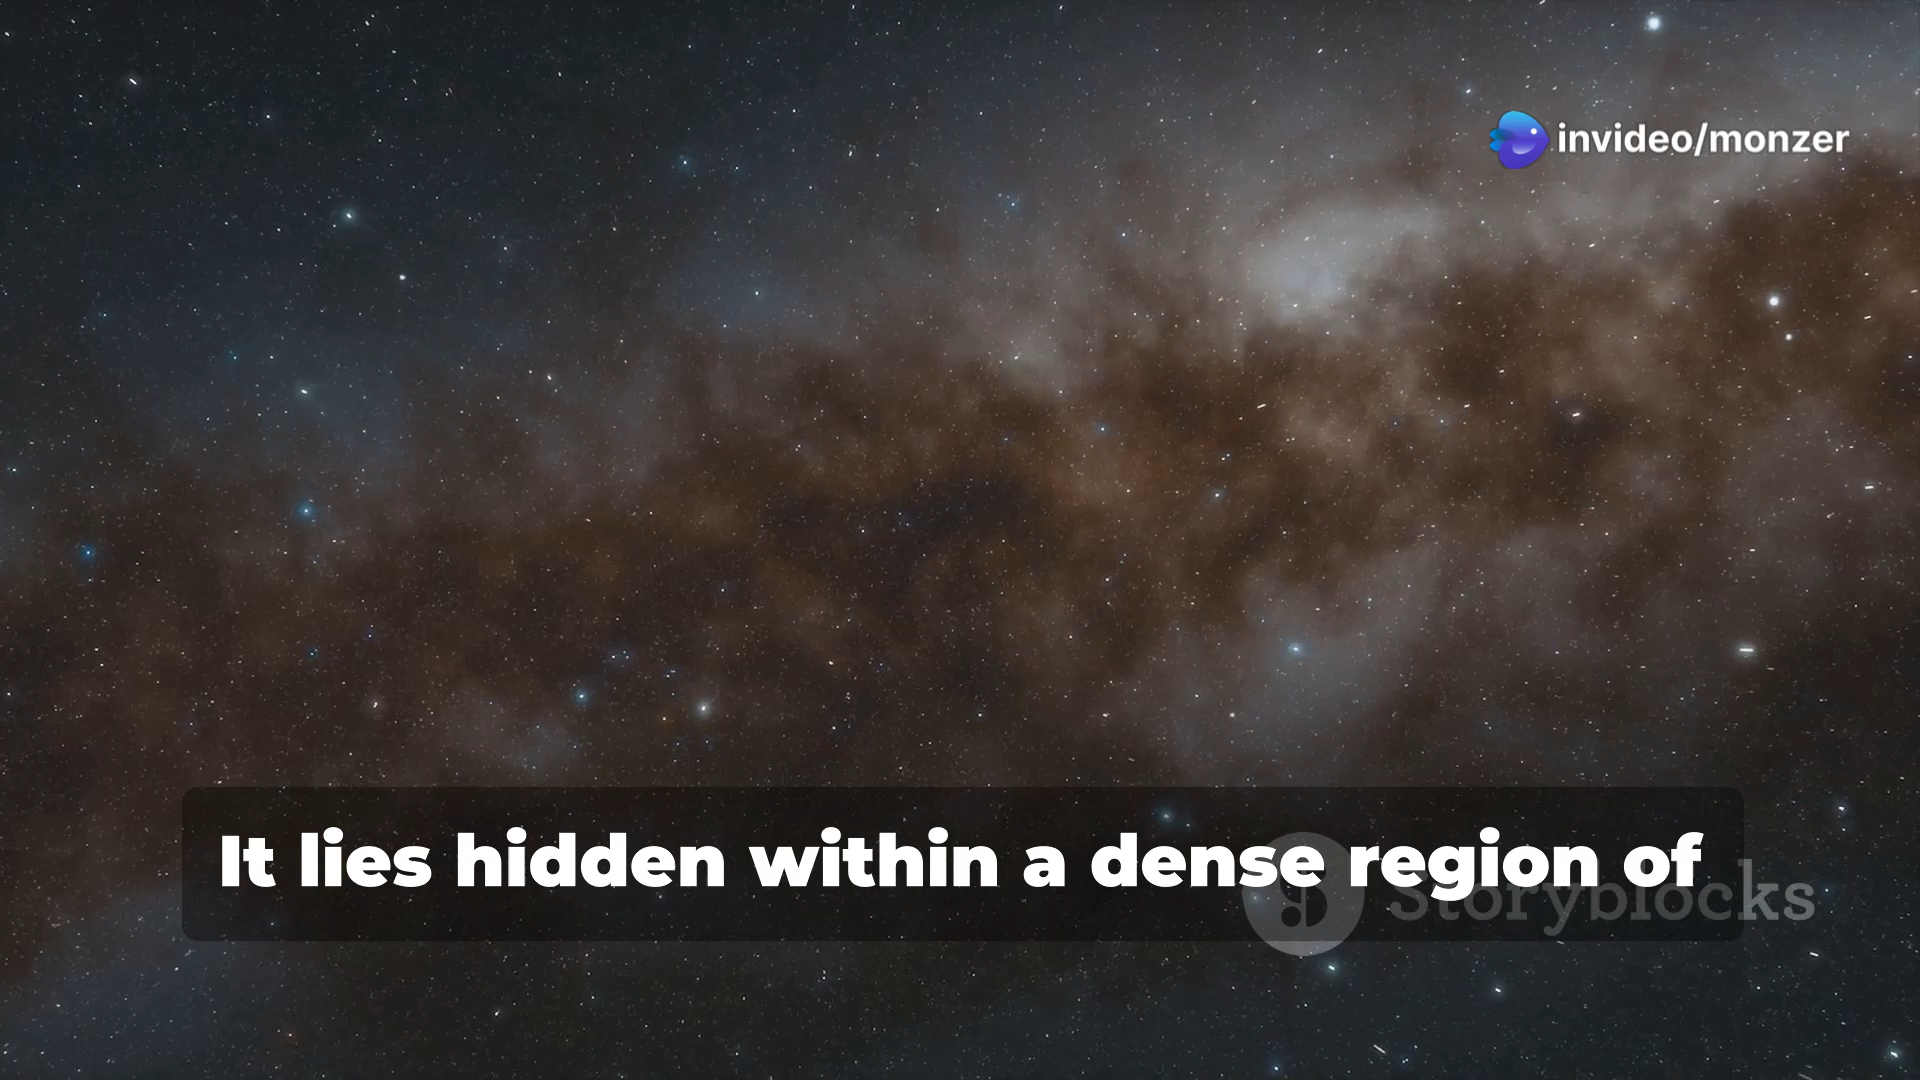 invideo/monzer
It lies hidden within a dense region of
Storyblocks